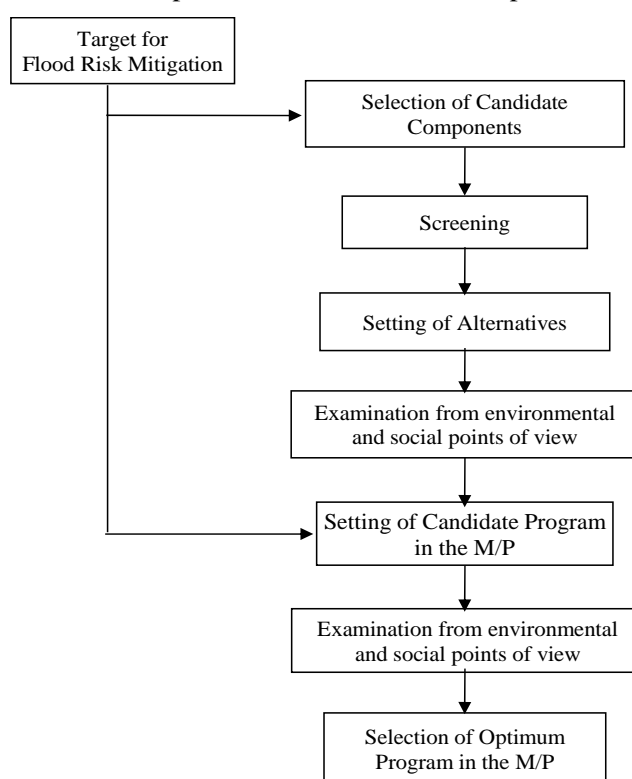 Target for
Flood Risk Mitigation
Selection of Candidate
Components
Screening
Setting of Alternatives
Examination from environmental
and social points of view
Setting of Candidate Program
in the M/P
Examination from environmental
and social points of view
Selection of Optimum
Program in the M/P